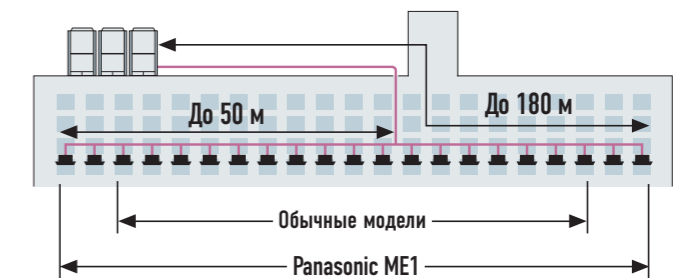 До 50 м
До 180 м
Обычные модели
Panasonic ME1